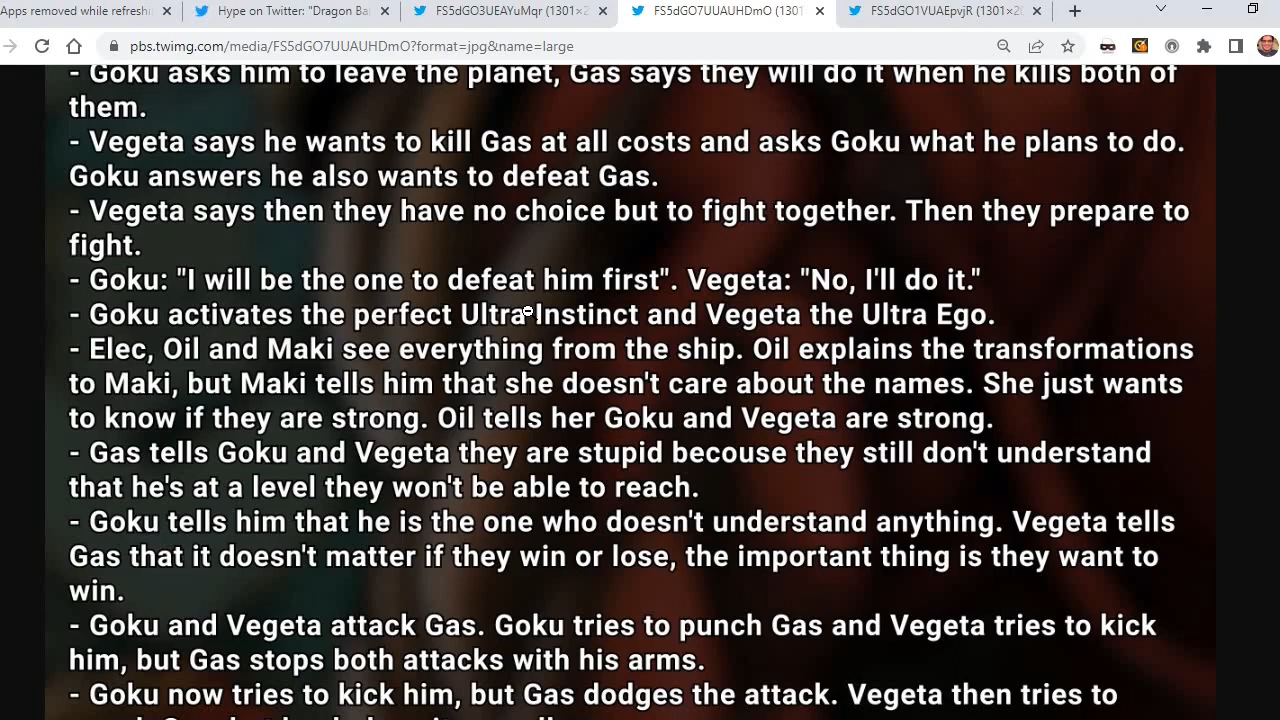 Apps removed while refreshin
Hype on Twitter: "Dragon Ba
FS5dGO3UEAYuMqr (1301×2
FS5dGO7UUAUHDmO (1301
FS5dGO1VUAEpvjR (1301×20
pbs.twimg.com/media/FS5dGO7UUAUHDmO?format=jpg&name=large
- Goku asks him to leave the planet, Gas says they will do it when he kills both of
them.
- Vegeta says he wants to kill Gas at all costs and asks Goku what he plans to do.
Goku answers he also wants to defeat Gas.
- Vegeta says then they have no choice but to fight together. Then they prepare to
fight.
- Goku: "I will be the one to defeat him first". Vegeta: "No, I'll do it."
- Goku activates the perfect Ultra Instinct and Vegeta the Ultra Ego.
- Elec, Oil and Maki see everything from the ship. Oil explains the transformations
to Maki, but Maki tells him that she doesn't care about the names. She just wants
to know if they are strong. Oil tells her Goku and Vegeta are strong.
- Gas tells Goku and Vegeta they are stupid becouse they still don't understand
that he's at a level they won't be able to reach.
- Goku tells him that he is the one who doesn't understand anything. Vegeta tells
Gas that it doesn't matter if they win or lose, the important thing is they want to
win.
- Goku and Vegeta attack Gas. Goku tries to punch Gas and Vegeta tries to kick
him, but Gas stops both attacks with his arms.
- Goku now tries to kick him, but Gas dodges the attack. Vegeta then tries to